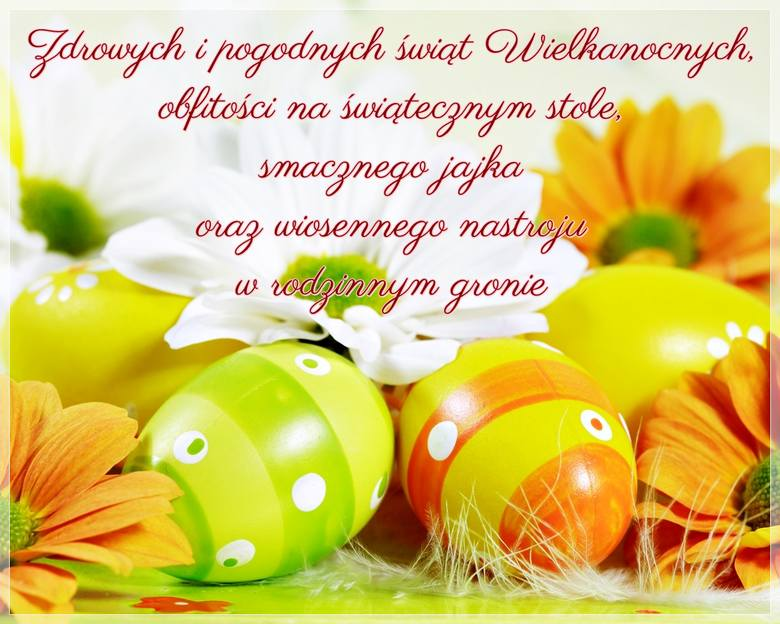 Zdrowych i pogodnych świąt Wielkanocnych,
obfitości na świątecznym stole,
smacznego jajka
oraz wiosennego nastroju
w rodzinnym gronie